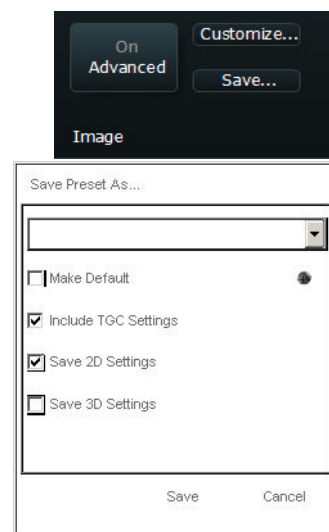 On
Advanced
Customize...
Save...
Image
Save Preset As...
Make Default
Include TGC Settings
Save 2D Settings
Save 3D Settings
Save
Cancel